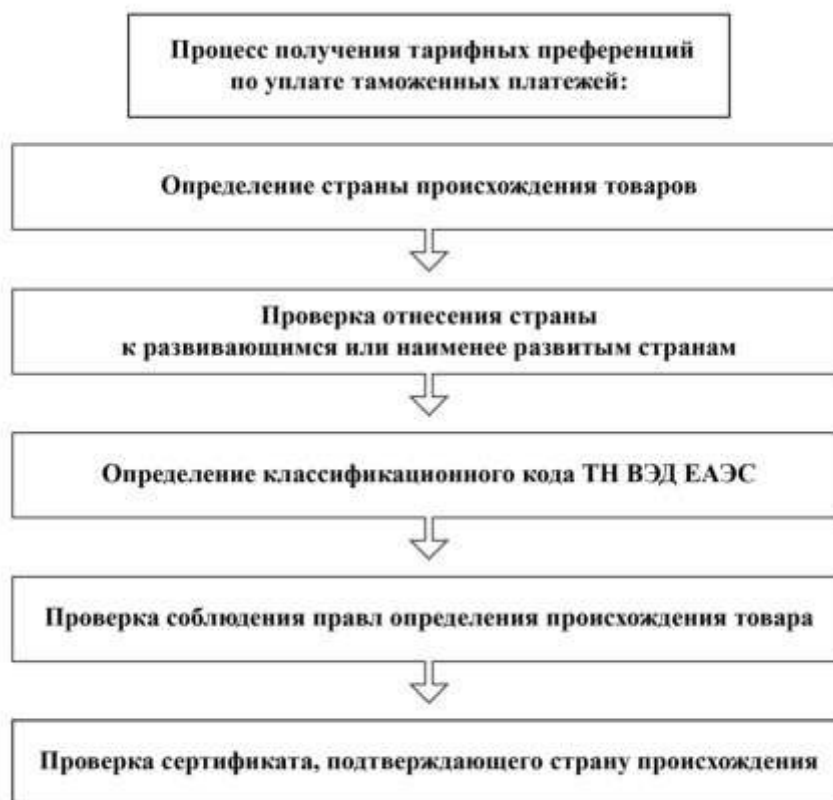 Процесс получения тарифных преференций
по уплате таможенных платежей:
Определение страны происхождения товаров
Проверка отнесения страны
к развивающимся или наименее развитым странам
Определение классификационного кода ТН ВЭД ЕАЭС
Проверка соблюдения правл определения происхождения товара
Проверка сертификата, подтверждающего страну происхождения